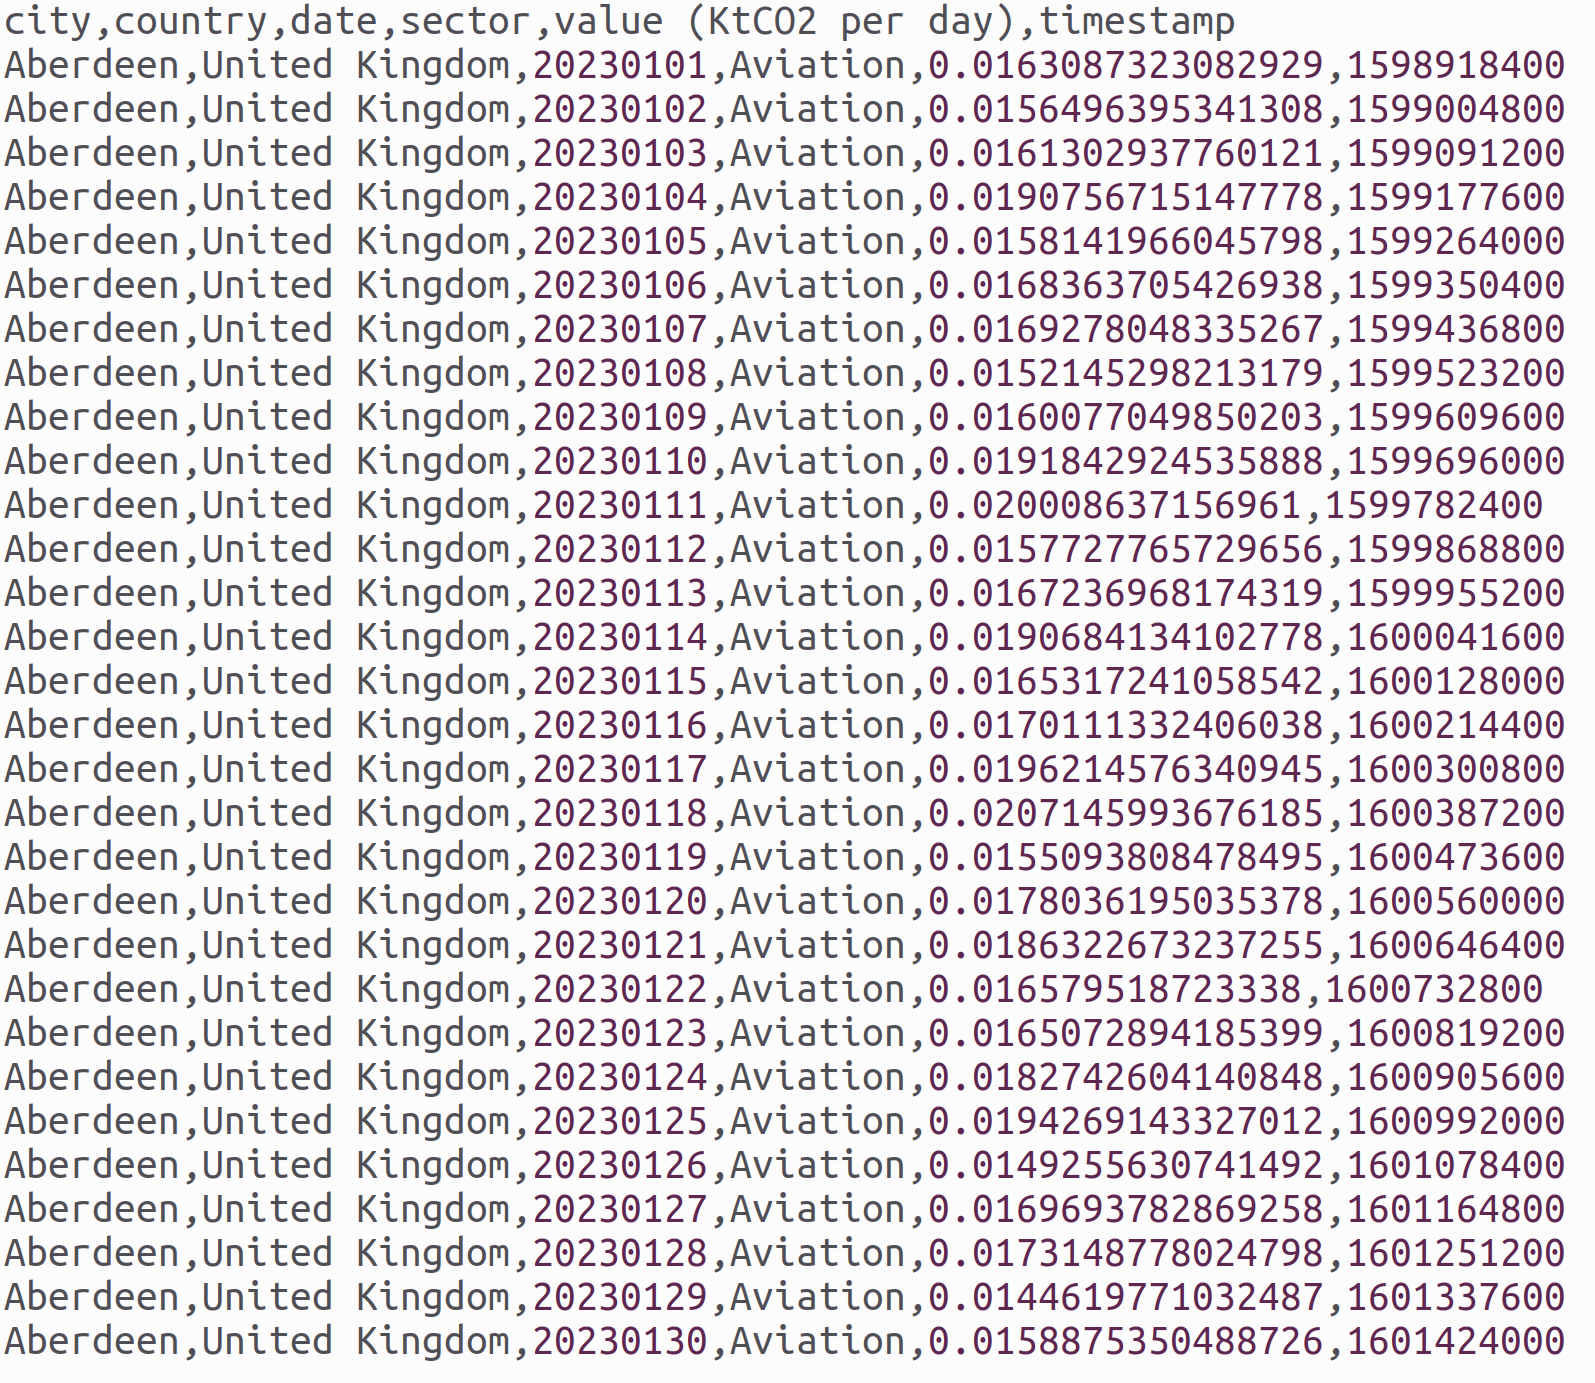 city,country,date,sector,value (KtCO2 per day),timestamp
Aberdeen,United Kingdom,20230101,Aviation,0.0163087323082929,1598918400
Aberdeen,United Kingdom,20230102,Aviation,0.0156496395341308,1599004800
Aberdeen,United Kingdom,20230103,Aviation,0.0161302937760121,1599091200
Aberdeen,United Kingdom,20230104,Aviation,0.0190756715147778,1599177600
Aberdeen,United Kingdom,20230105,Aviation,0.0158141966045798,1599264000
Aberdeen,United Kingdom,20230106,Aviation,0.0168363705426938,1599350400
Aberdeen,United Kingdom,20230107,Aviation,0.0169278048335267,1599436800
Aberdeen,United Kingdom,20230108,Aviation,0.0152145298213179,1599523200
Aberdeen,United Kingdom,20230109,Aviation,0.0160077049850203,1599609600
Aberdeen,United Kingdom,20230110,Aviation,0.0191842924535888,1599696000
Aberdeen,United Kingdom,20230111,Aviation,0.020008637156961,1599782400
Aberdeen,United Kingdom,20230112,Aviation,0.0157727765729656,1599868800
Aberdeen,United Kingdom,20230113,Aviation,0.0167236968174319,1599955200
Aberdeen,United Kingdom,20230114,Aviation,0.0190684134102778,1600041600
Aberdeen,United Kingdom,20230115,Aviation,0.0165317241058542,1600128000
Aberdeen,United Kingdom,20230116,Aviation,0.0170111332406038,1600214400
Aberdeen,United Kingdom,20230117,Aviation,0.0196214576340945,1600300800
Aberdeen,United Kingdom,20230118,Aviation,0.0207145993676185,1600387200
Aberdeen,United Kingdom,20230119,Aviation,0.0155093808478495,1600473600
Aberdeen,United Kingdom,20230120,Aviation,0.0178036195035378,1600560000
Aberdeen,United Kingdom,20230121,Aviation,0.0186322673237255,1600646400
Aberdeen,United Kingdom,20230122,Aviation,0.016579518723338,1600732800
Aberdeen,United Kingdom,20230123,Aviation,0.0165072894185399,1600819200
Aberdeen,United Kingdom,20230124,Aviation,0.0182742604140848,1600905600
Aberdeen,United Kingdom,20230125,Aviation,0.0194269143327012,1600992000
Aberdeen,United Kingdom,20230126,Aviation,0.0149255630741492,1601078400
Aberdeen,United Kingdom,20230127,Aviation,0.0169693782869258,1601164800
Aberdeen,United Kingdom,20230128,Aviation,0.0173148778024798,1601251200
Aberdeen,United Kingdom,20230129,Aviation,0.0144619771032487,1601337600
Aberdeen,United Kingdom,20230130,Aviation,0.0158875350488726,1601424000